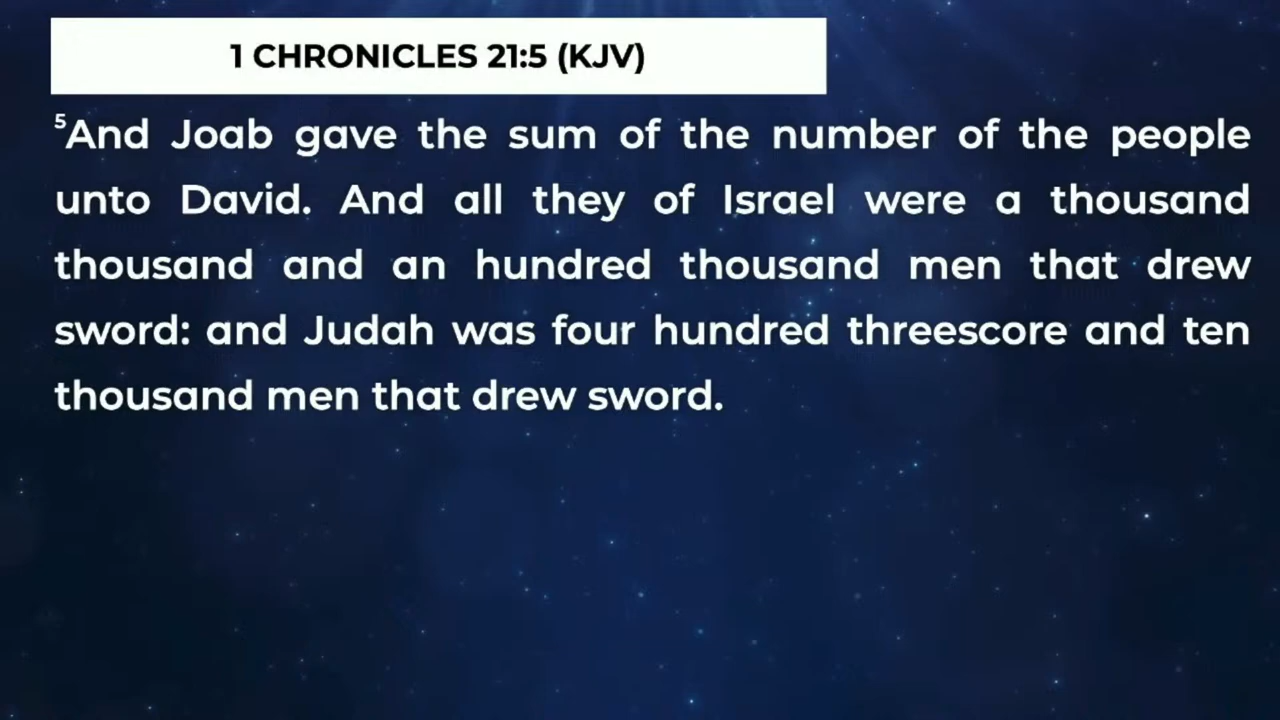 1 CHRONICLES 21:5 (KJV)
⁵And Joab gave the sum of the number of the people
unto David. And all they of Israel were a thousand
thousand and an hundred thousand men that drew
sword: and Judah was four hundred threescore and ten
thousand men that drew sword.